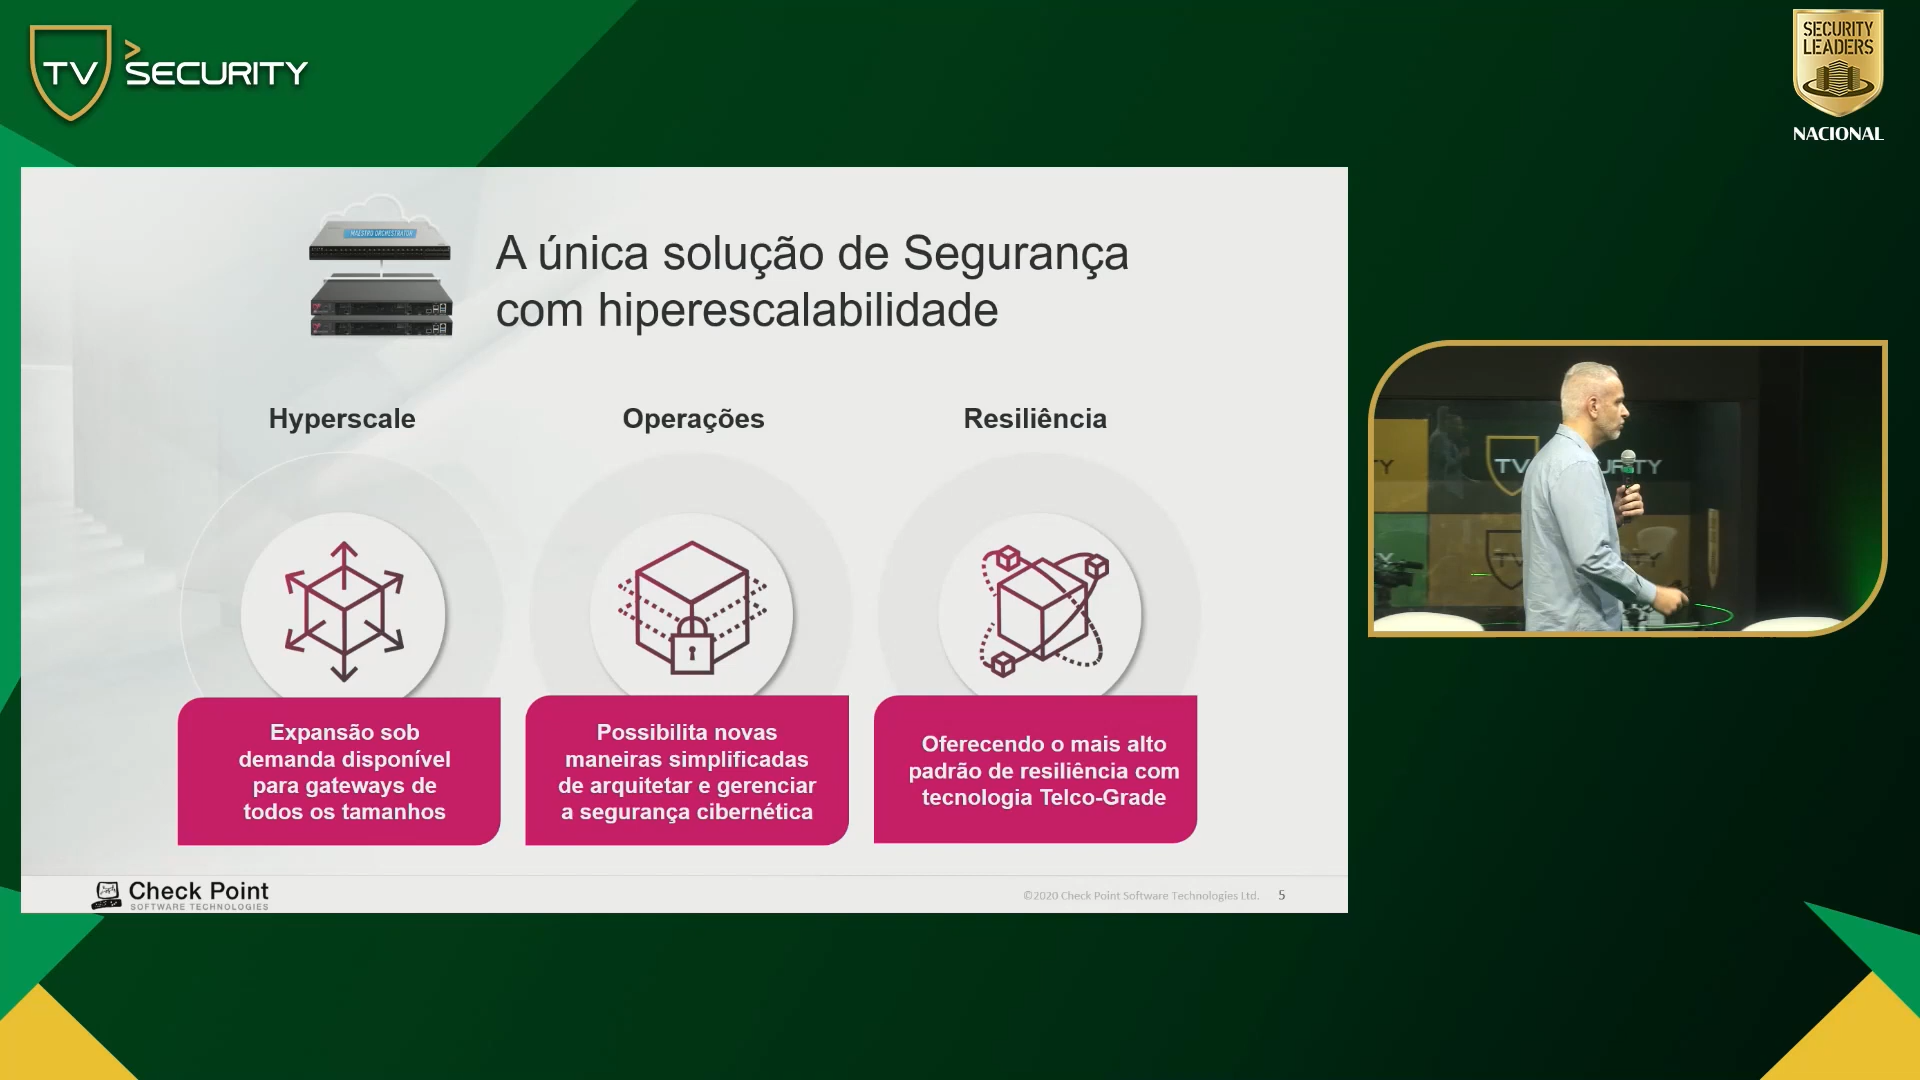 TV
>
SECURITY
SECURITY
LEADERS
NACIONAL
MAESTRO ORCHESTRATOR
A única solução de Segurança
com hiperescalabilidade
Hyperscale
Operações
Resiliência
Expansão sob
demanda disponível
para gateways de
todos os tamanhos
Possibilita novas
maneiras simplificadas
de arquitetar e gerenciar
a segurança cibernética
Oferecendo o mais alto
padrão de resiliência com
tecnologia Telco-Grade
Check Point
SOFTWARE TECHNOLOGIES
©2020 Check Point Software Technologies Ltd. 5